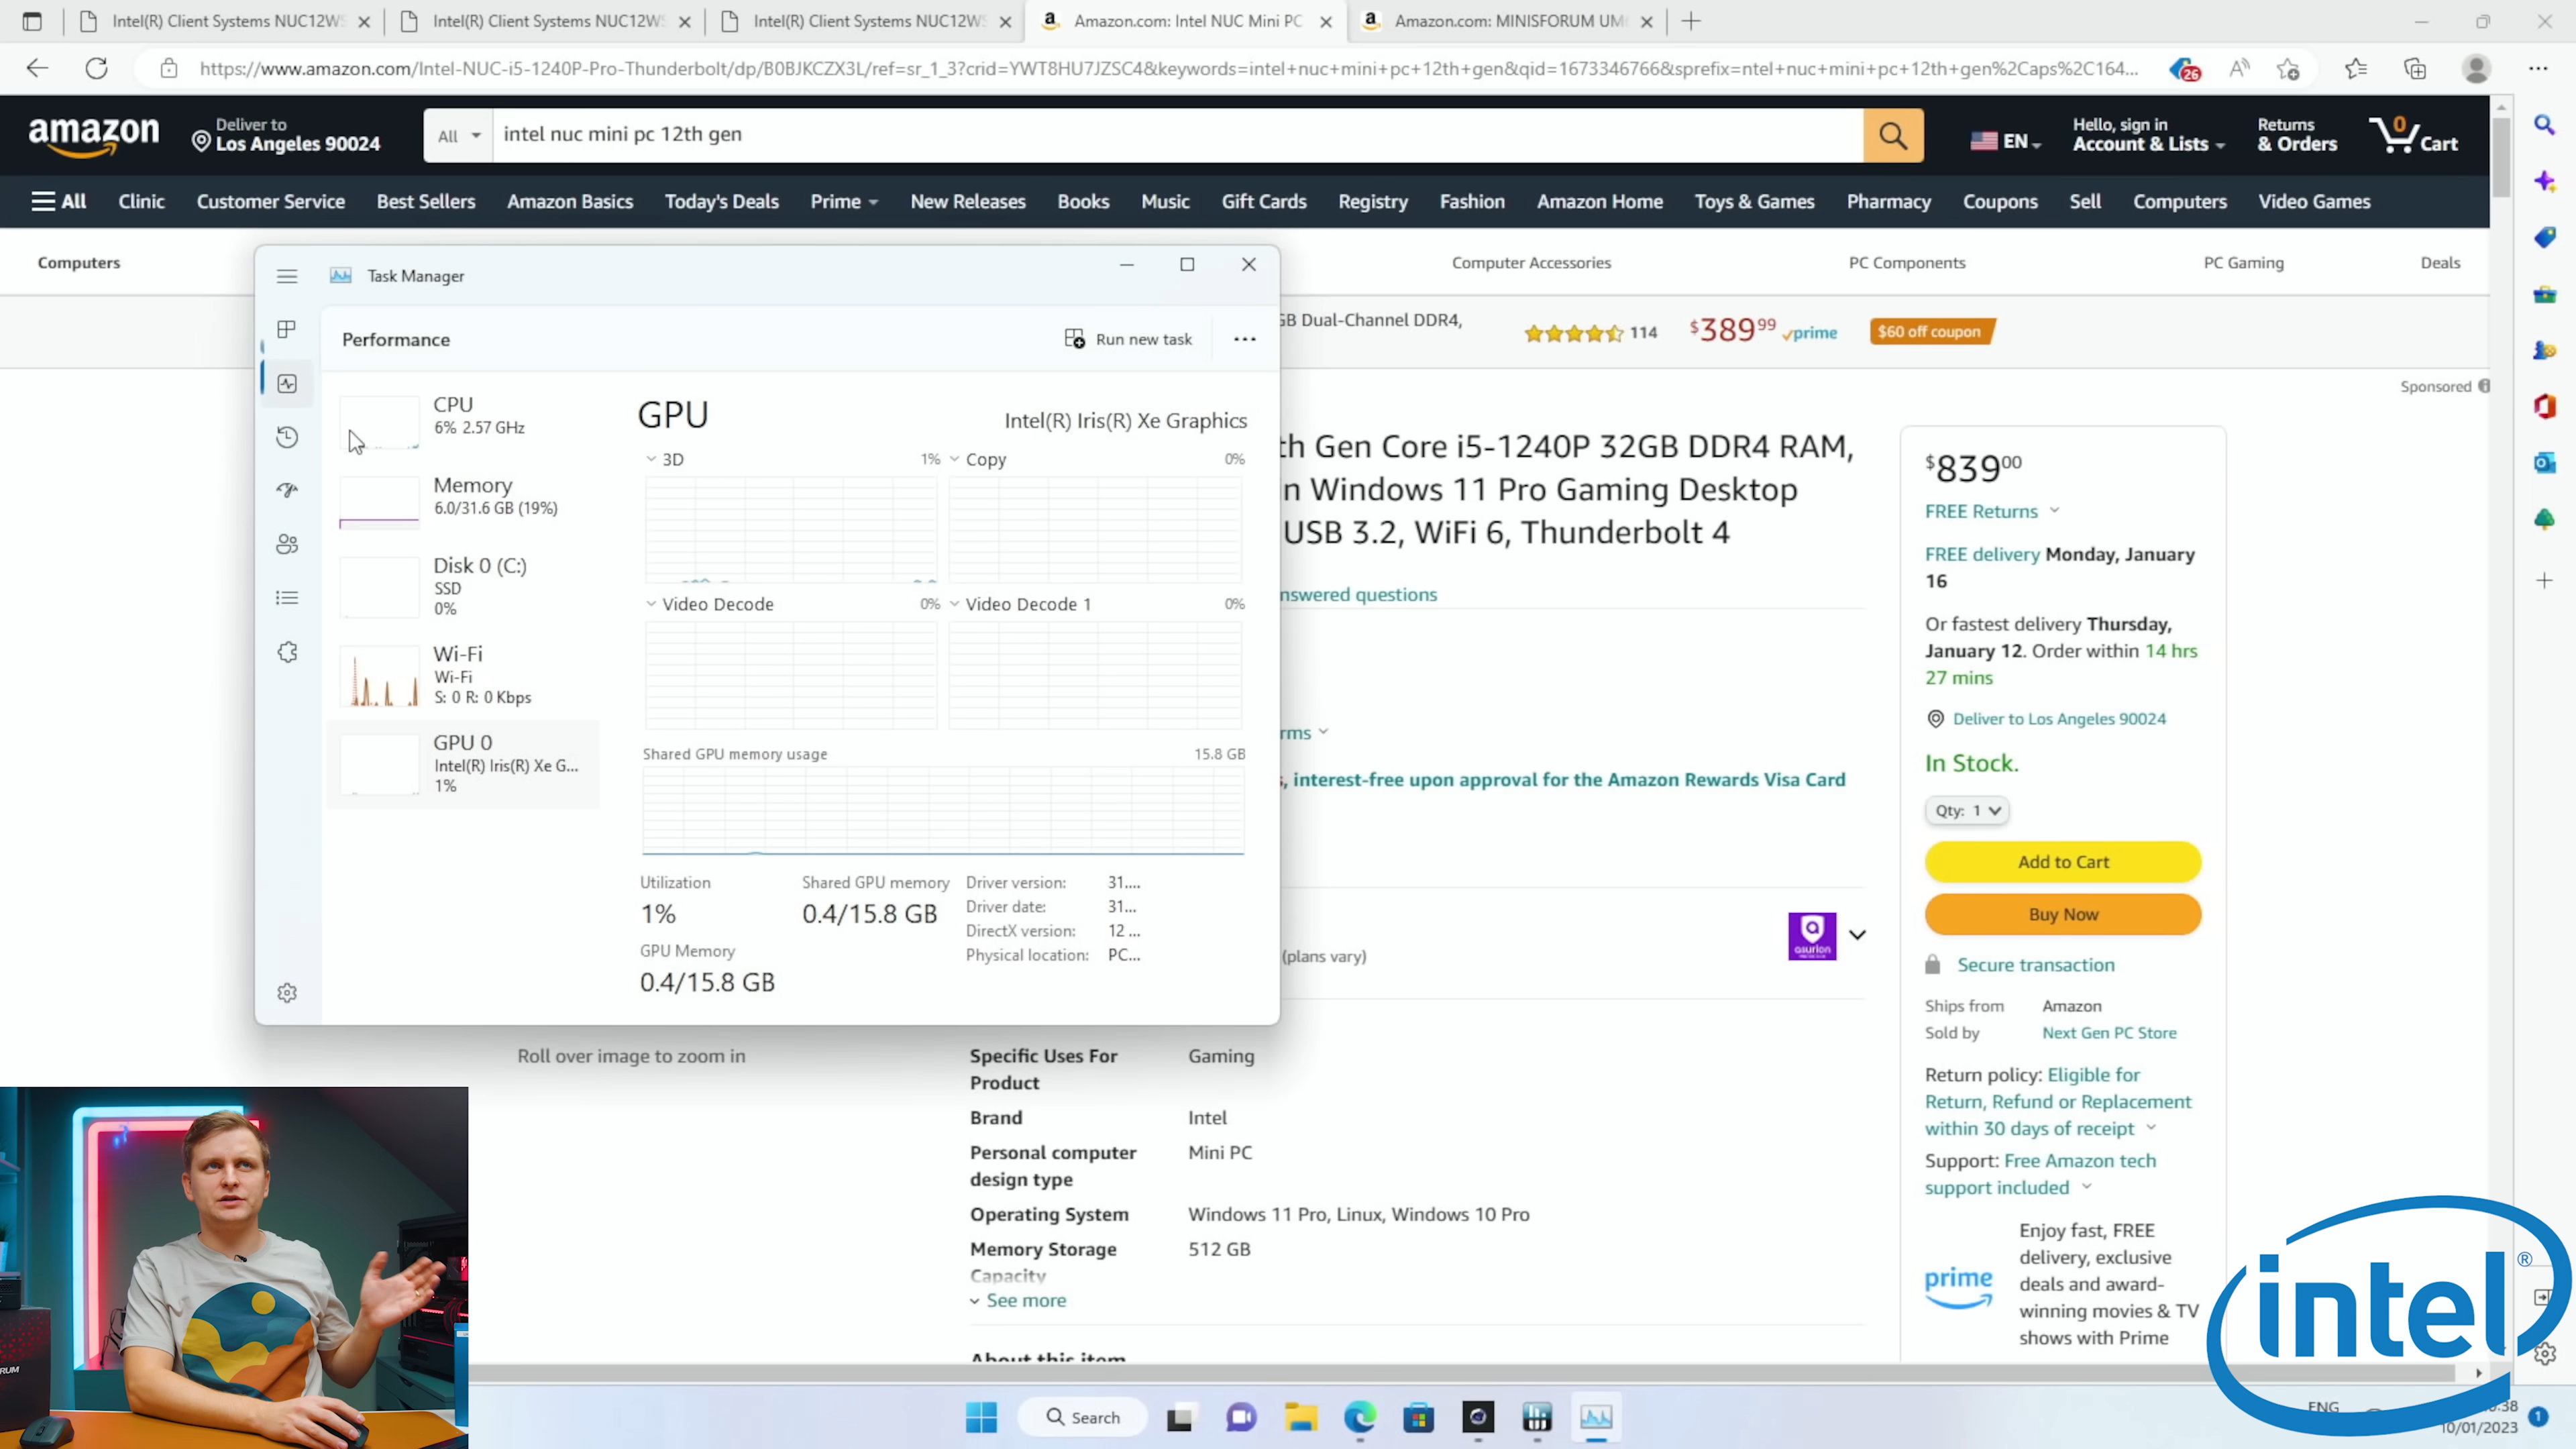 Intel(R) Client Systems NUC12WS
Intel(R) Client Systems NUC12WS
Intel(R) Client Systems NUC12WS
Amazon.com: Intel NUC Mini PC
Amazon.com: MINISFORUM UM
https://www.amazon.com/Intel-NUC-i5-1240P-Pro-Thunderbolt/dp/B0BJKCZX3L/ref=sr_1_3?crid=YWT8HU7JZSC4&keywords=intel+nuc+mini+pc+12th+gen&qid=1673346766&sprefix=ntel+nuc+mini+pc+12th+gen%2Caps%2C164...
26
amazon
Deliver to
Los Angeles 90024
All
intel nuc mini pc 12th gen
EN
Hello, sign in
Account & Lists
Returns
& Orders
0
Cart
All
Clinic
Customer Service
Best Sellers
Amazon Basics
Today's Deals
Prime
New Releases
Books
Music
Gift Cards
Registry
Fashion
Amazon Home
Toys & Games
Pharmacy
Coupons
Sell
Computers
Video Games
Computers
Computer Accessories
PC Components
PC Gaming
Deals
GB Dual-Channel DDR4,
114
$389.99
prime
$60 off coupon
Sponsored
Task Manager
Performance
Run new task
CPU
6% 2.57 GHz
Memory
6.0/31.6 GB (19%)
Disk 0 (C:)
SSD
0%
Wi-Fi
Wi-Fi
S: 0 R: 0 Kbps
GPU 0
Intel(R) Iris(R) Xe G...
1%
GPU
Intel(R) Iris(R) Xe Graphics
3D
1%
Copy
0%
Video Decode
0%
Video Decode 1
0%
Shared GPU memory usage
15.8 GB
Utilization
1%
Shared GPU memory
0.4/15.8 GB
GPU Memory
0.4/15.8 GB
Driver version: 31....
Driver date: 31...
DirectX version: 12 ...
Physical location: PC...
th Gen Core i5-1240P 32GB DDR4 RAM,
n Windows 11 Pro Gaming Desktop
USB 3.2, WiFi 6, Thunderbolt 4
nswered questions
rms
, interest-free upon approval for the Amazon Rewards Visa Card
(plans vary)
asurion
Roll over image to zoom in
Specific Uses For
Product
Gaming
Brand
Intel
Personal computer
design type
Mini PC
Operating System
Windows 11 Pro, Linux, Windows 10 Pro
Memory Storage
Capacity
512 GB
See more
About this item
$839.00
FREE Returns
FREE delivery Monday, January
16
Or fastest delivery Thursday,
January 12. Order within 14 hrs
27 mins
Deliver to Los Angeles 90024
In Stock.
Qty: 1
Add to Cart
Buy Now
Secure transaction
Ships from Amazon
Sold by Next Gen PC Store
Return policy: Eligible for
Return, Refund or Replacement
within 30 days of receipt
Support: Free Amazon tech
support included
prime
Enjoy fast, FREE
delivery, exclusive
deals and award-
winning movies & TV
shows with Prime
intel®
RUM
Search
ENG
:38
10/01/2023
1